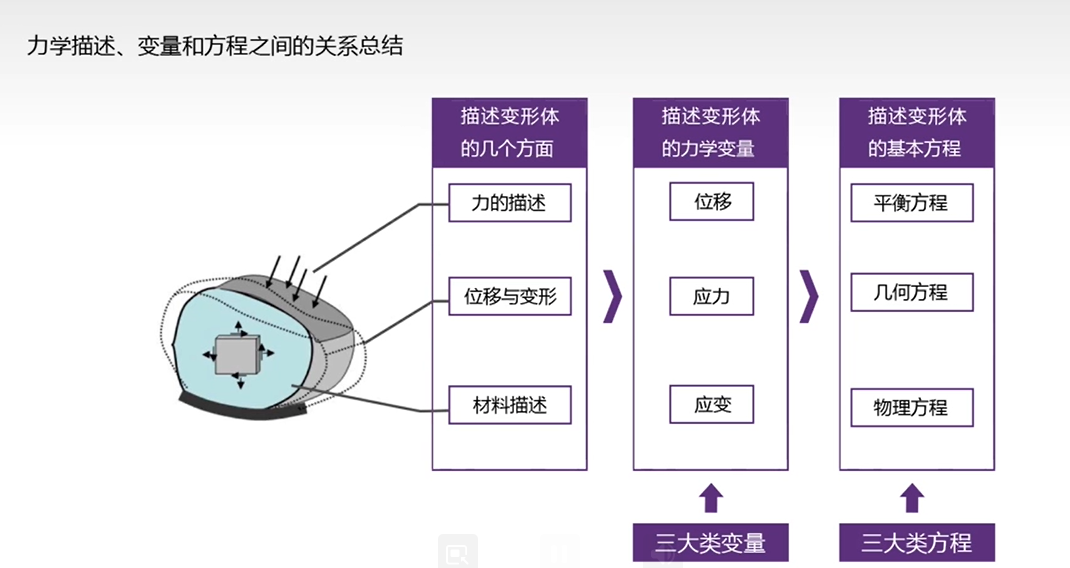 力学描述、变量和方程之间的关系总结
描述变形体
的几个方面
力的描述
位移与变形
材料描述
描述变形体
的力学变量
位移
应力
应变
三大类变量
描述变形体
的基本方程
平衡方程
几何方程
物理方程
三大类方程